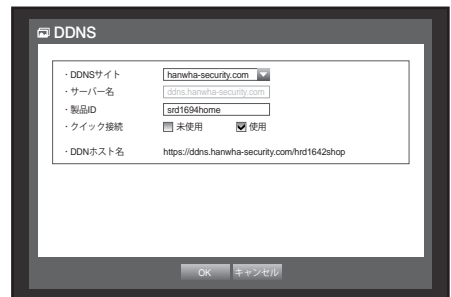 DDNS
・DDNSサイト hanwha-security.com
・サーバー名 ddns.hanwha-security.com
・製品ID srd1694home
・クイック接続 未使用 使用
・DDNホスト名 https://ddns.hanwha-security.com/hrd1642shop
OK キャンセル